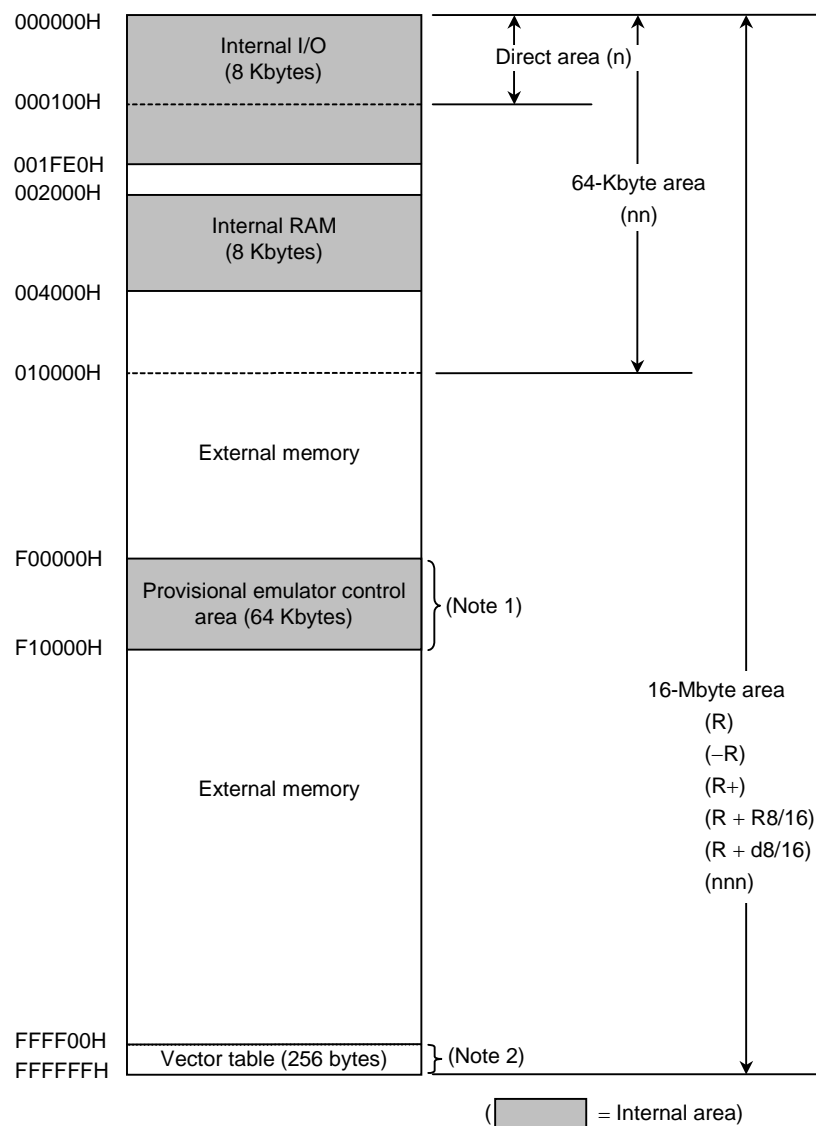 000000H
Internal I/O
(8 Kbytes)
Direct area (n)
000100H
001FE0H
002000H
64-Kbyte area
(nn)
Internal RAM
(8 Kbytes)
004000H
010000H
External memory
F00000H
Provisional emulator control
area (64 Kbytes)
(Note 1)
F10000H
16-Mbyte area
(R)
(−R)
(R+)
(R + R8/16)
(R + d8/16)
(nnn)
External memory
FFFF00H
Vector table (256 bytes)
(Note 2)
FFFFFFH
( = Internal area)